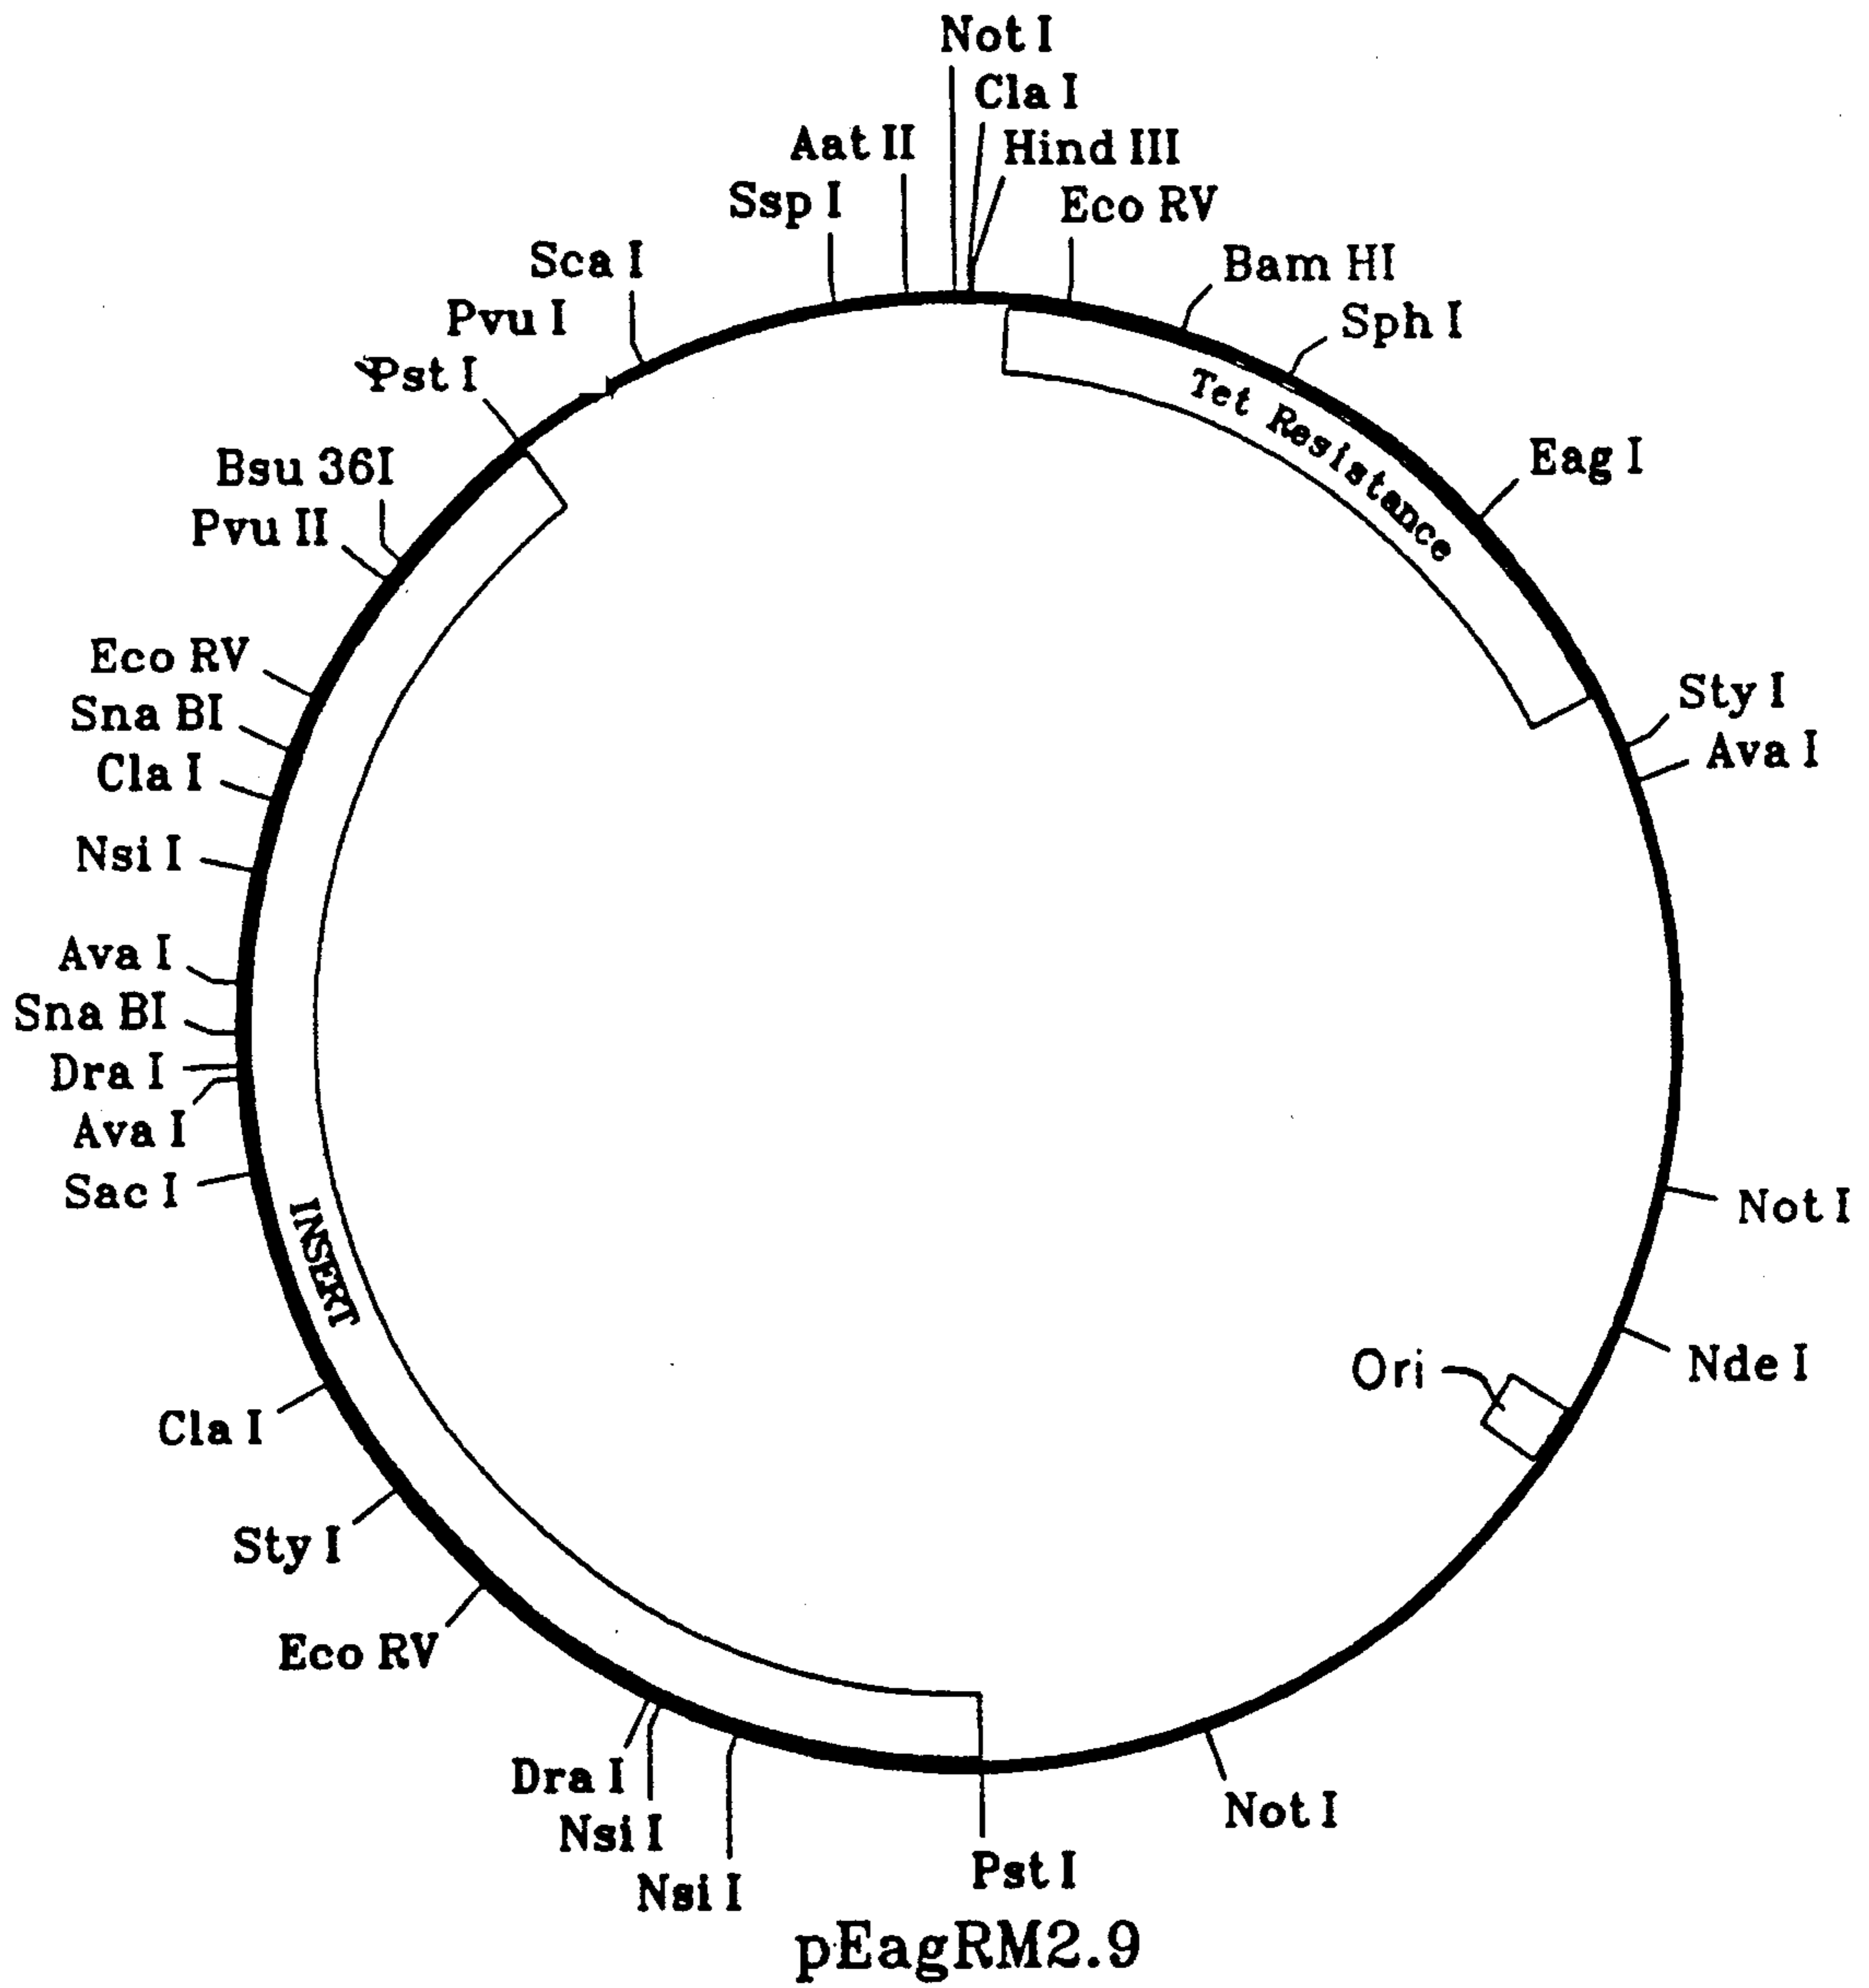 Not I
Cla I
Hind III
Eco RV
Bam HI
Sph I
Tet Resistance
Eag I
Sty I
Ava I
Not I
Nde I
Ori
Not I
Pst I
Nsi I
Nsi I
Dra I
Eco RV
Sty I
Cla I
INSERT
Sac I
Ava I
Dra I
Sna BI
Ava I
Nsi I
Cla I
Sna BI
Eco RV
Pvu II
Bsu 36I
Pst I
Pvu I
Sca I
Ssp I
Aat II
pEagRM2.9